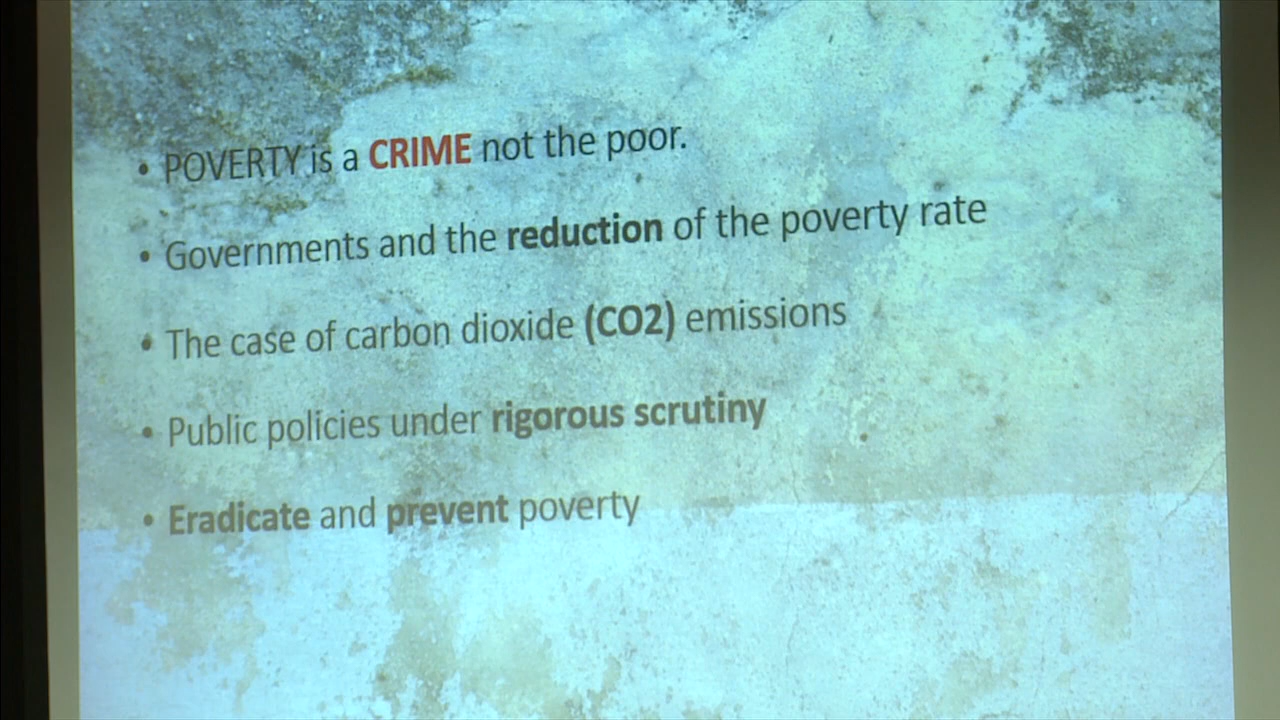 • POVERTY is a CRIME not the poor.
• Governments and the reduction of the poverty rate
• The case of carbon dioxide (CO2) emissions
• Public policies under rigorous scrutiny
• Eradicate and prevent poverty